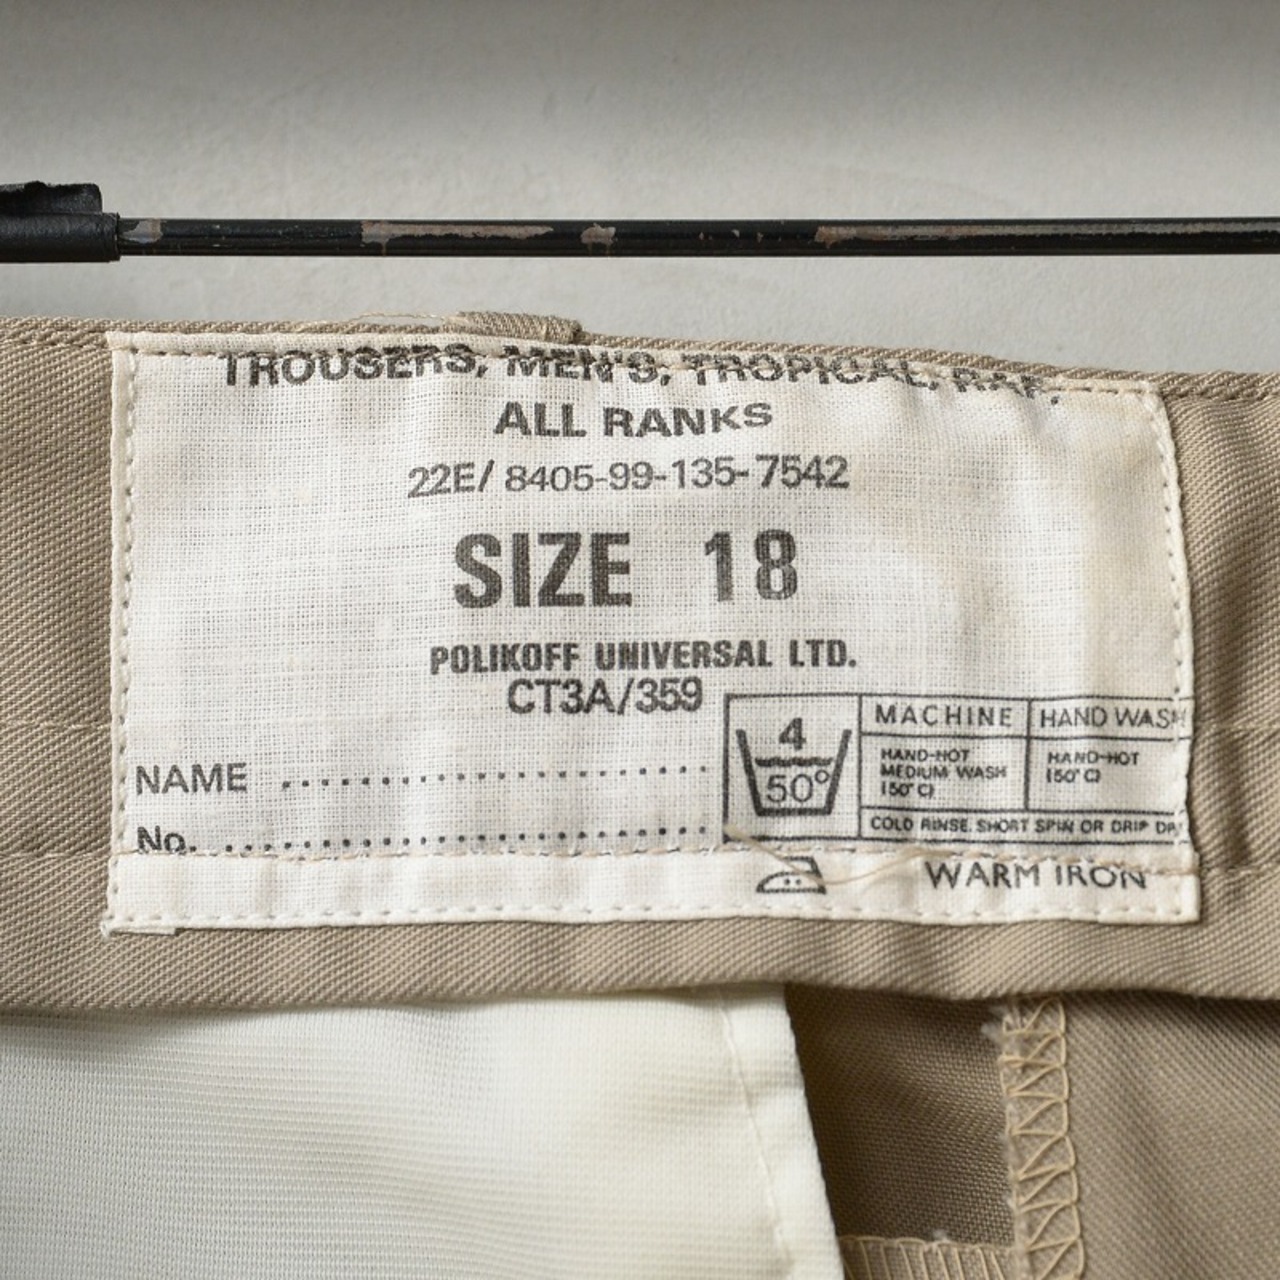 TROUSERS, MEN'S, TROPICAL, RAF,
ALL RANKS
22E/ 8405-99-135-7542
SIZE 18
POLIKOFF UNIVERSAL LTD.
CT3A/359
NAME ..............................
No. ..................................
4
50°
MACHINE
HAND-HOT
MEDIUM WASH
(50°C)
HAND WASH
HAND-HOT
(50°C)
COLD RINSE. SHORT SPIN OR DRIP DRY
WARM IRON